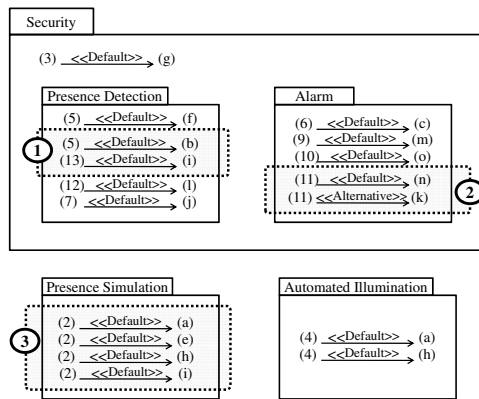 Security
(3) <<Default>> (g)
Presence Detection
(5) <<Default>> (f)
1
(5) <<Default>> (b)
(13) <<Default>> (i)
(12) <<Default>> (l)
(7) <<Default>> (j)
Alarm
(6) <<Default>> (c)
(9) <<Default>> (m)
(10) <<Default>> (o)
(11) <<Default>> (n)
(11) <<Alternative>> (k)
2
Presence Simulation
3
(2) <<Default>> (a)
(2) <<Default>> (e)
(2) <<Default>> (h)
(2) <<Default>> (i)
Automated Illumination
(4) <<Default>> (a)
(4) <<Default>> (h)